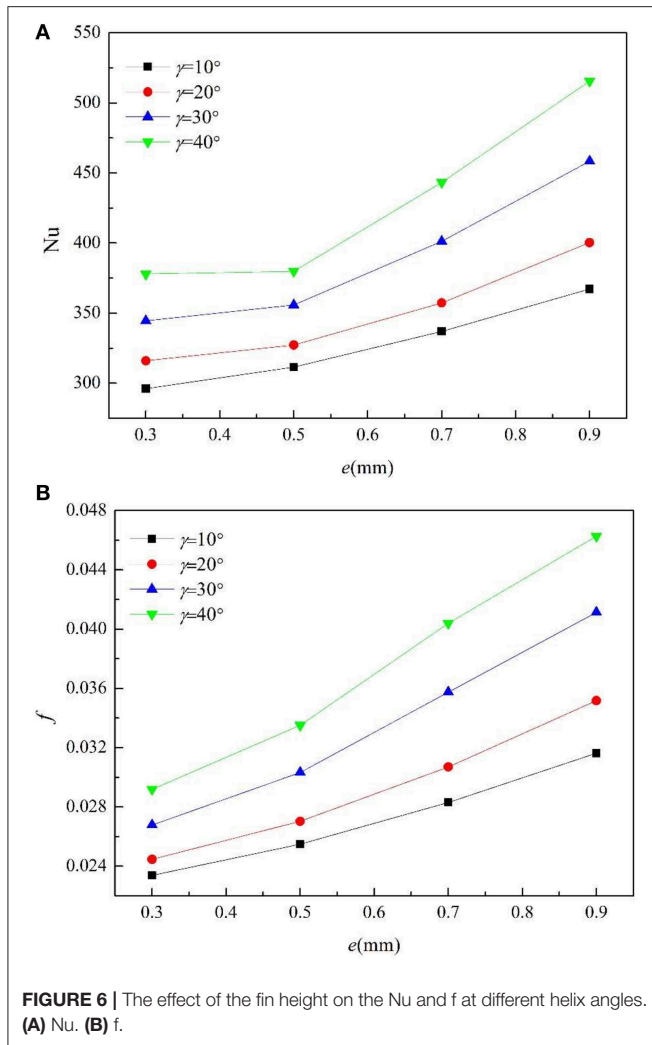 A
550
500
450
400
350
300
Nu
γ=10°
γ=20°
γ=30°
γ=40°
0.3 0.4 0.5 0.6 0.7 0.8 0.9
e(mm)
B
0.048
0.044
0.040
0.036
0.032
0.028
0.024
f
γ=10°
γ=20°
γ=30°
γ=40°
0.3 0.4 0.5 0.6 0.7 0.8 0.9
e(mm)
FIGURE 6 | The effect of the fin height on the Nu and f at different helix angles.
(A) Nu. (B) f.